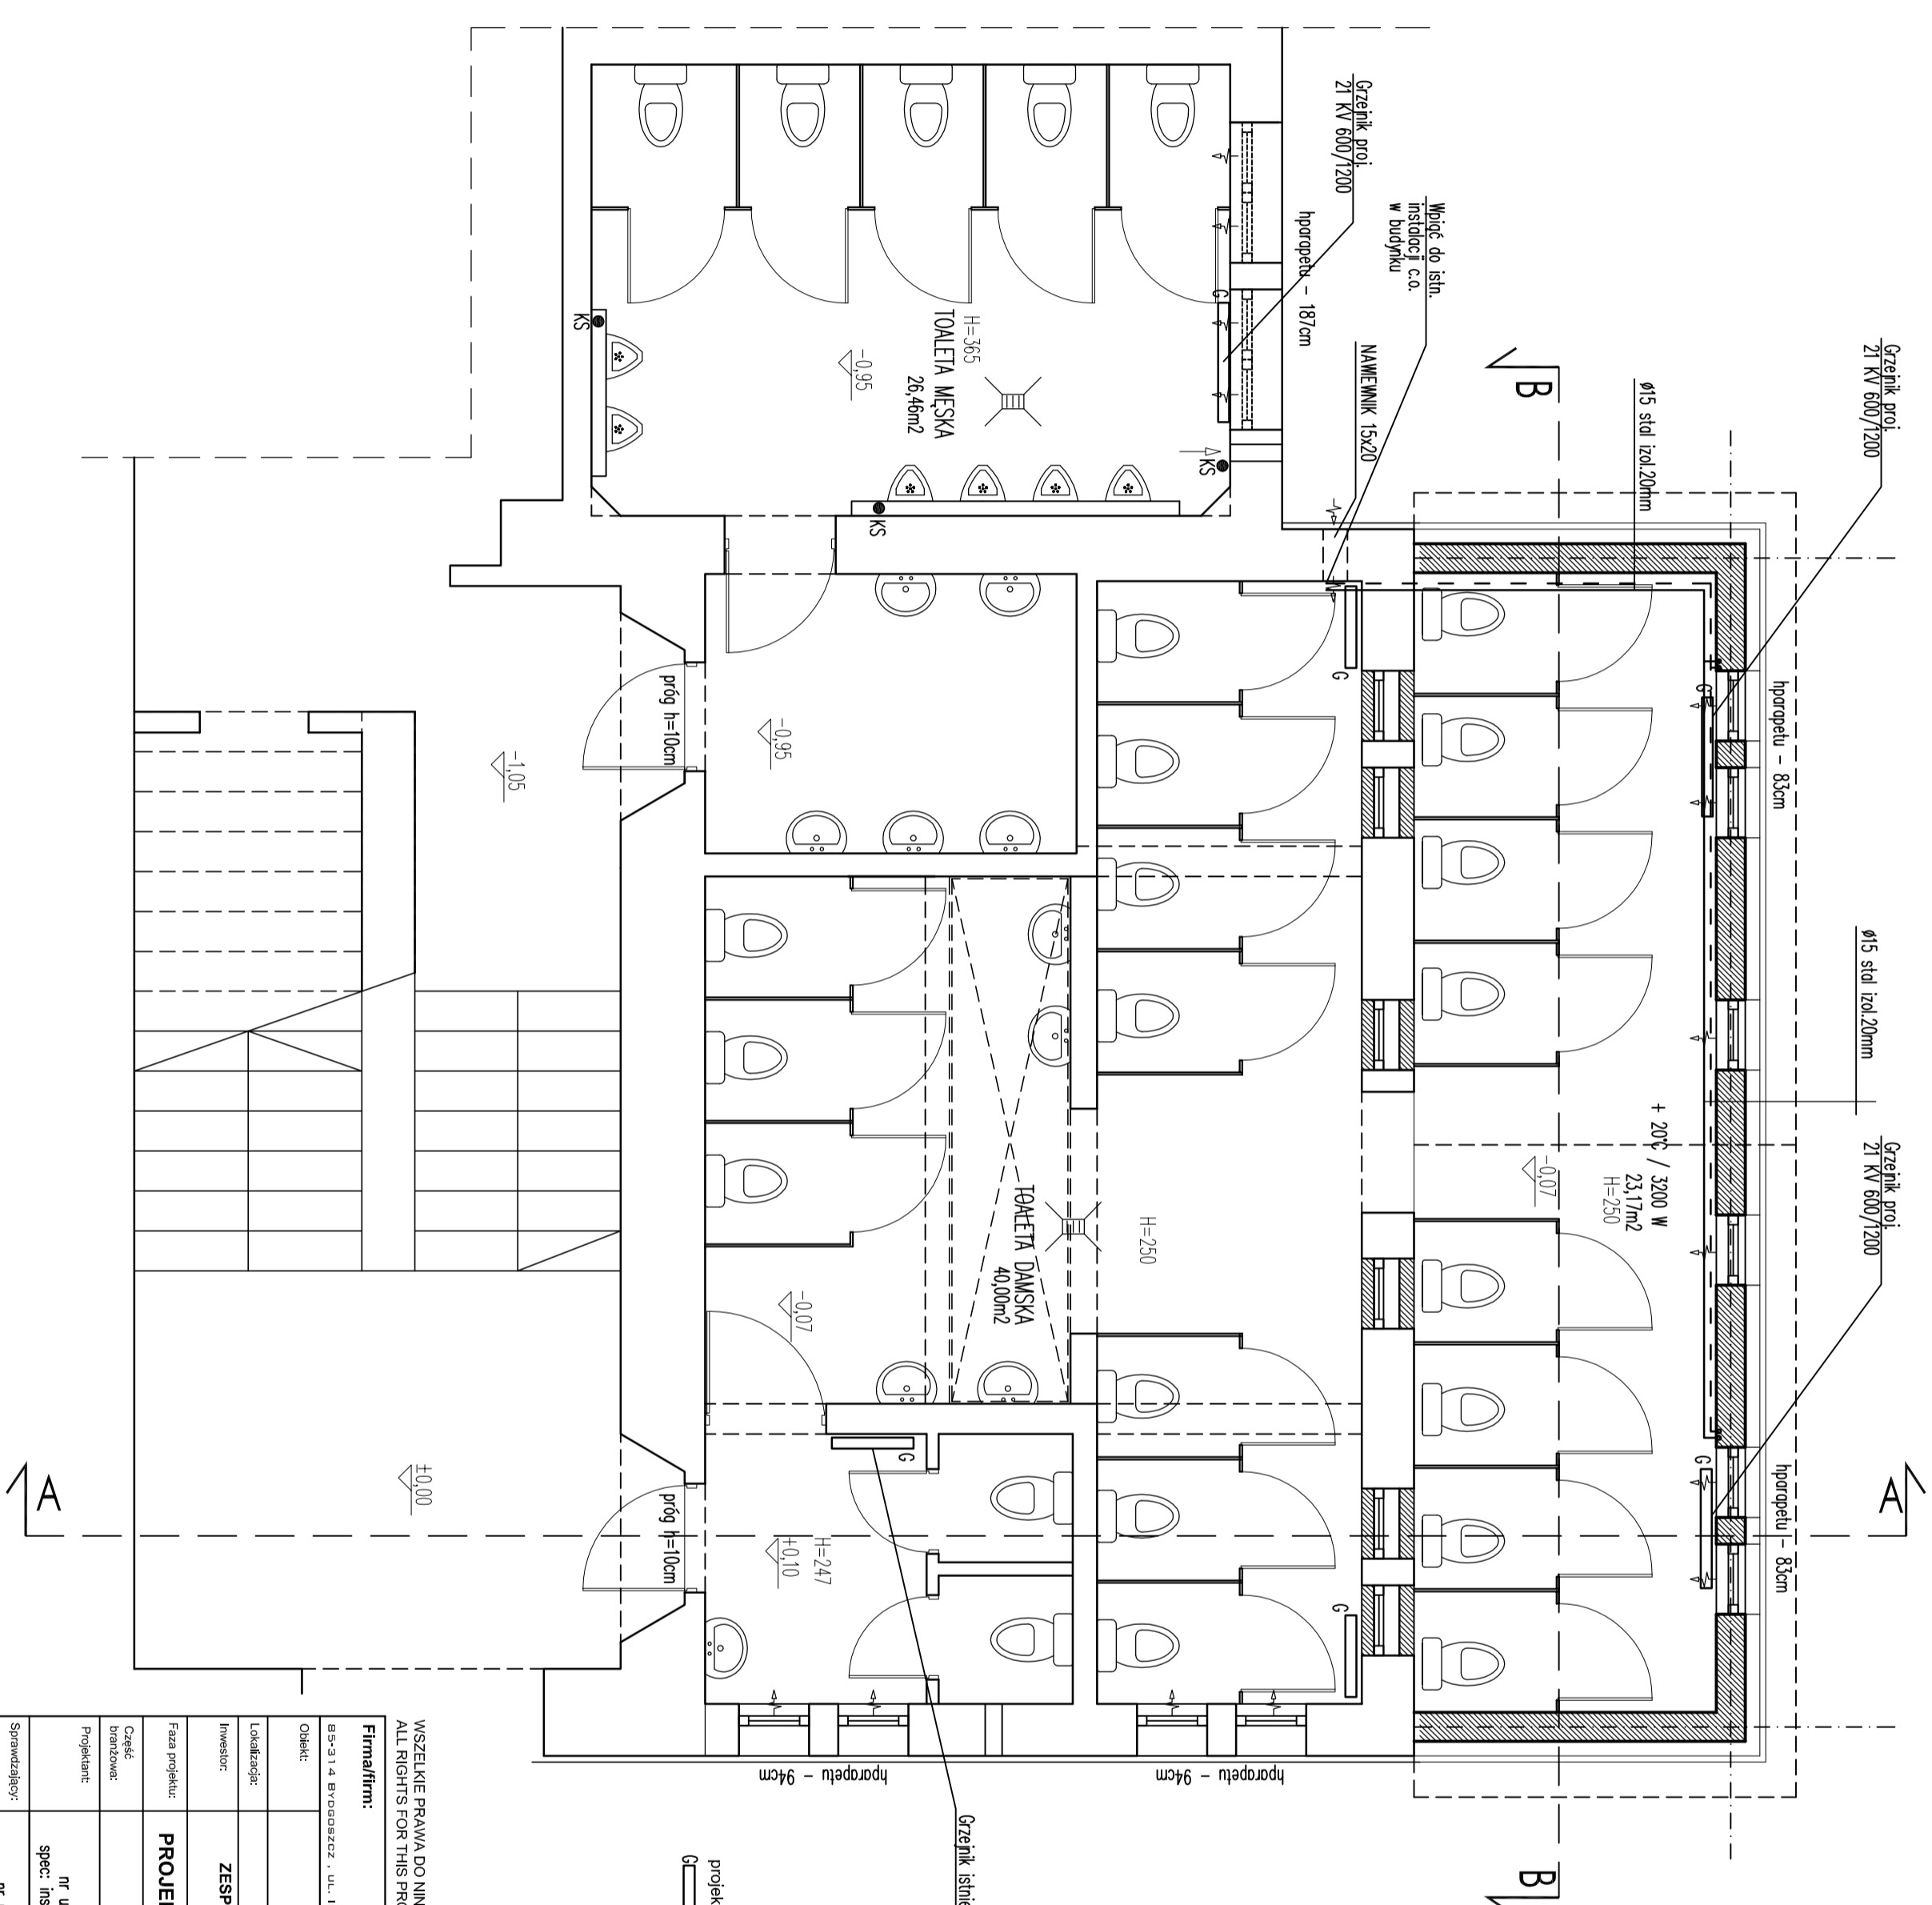 Grzejnik proj.
21 KV 600/1200
Wpiąć do istn.
instalacji c.o.
w budynku
hparapetu - 187cm
NAWIEWNIK 15x20
B
ø15 stal izol.20mm
Grzejnik proj.
21 KV 600/1200
hparapetu - 83cm
ø15 stal izol.20mm
Grzejnik proj.
21 KV 600/1200
hparapetu - 83cm
A
B
+ 20°C / 3200 W
23,17m2
H=250
-0,07
G
G
G
G
G
G
H=365
TOALETA MĘSKA
26,46m2
-0,95
KS
KS
KS
-0,95
próg h=10cm
-1,05
H=250
TOALETA DAMSKA
40,00m2
-0,07
H=247
+0,10
próg h=10cm
±0,00
A
hparapetu - 94cm
hparapetu - 94cm
Grzejnik istnie
projek
G
WSZELKIE PRAWA DO NIN
ALL RIGHTS FOR THIS PRO
Firma/firm:
85-314 BYDGOSZCZ , UL.
Obiekt:
Lokalizacja:
Inwestor:
ZESP
Faza projektu:
PROJE
Część
branżowa:
Projektant:
nr u
spec: ins
Sprawdzający:
nr